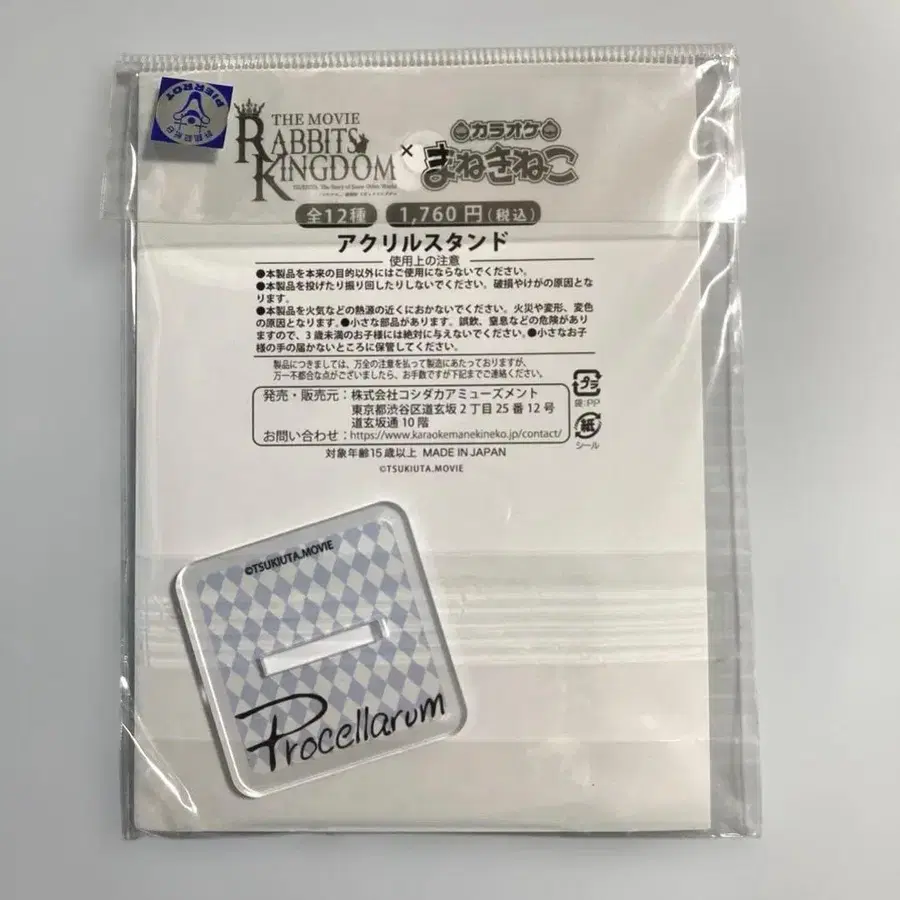 PIERROT
THE MOVIE
RABBITS
KINGDOM
×
カラオケ
まねきねこ
TSUKIUTA. The Story of Some Other World
全12種
1,760円(税込)
アクリルスタンド
使用上の注意
●本製品を本来の目的以外にはご使用にならないでください。
●本製品を投げたり振り回したりしないでください。破損やけがの原因とな
ります。
●本製品を火気などの熱源の近くにおかないでください。火災や変形、変色
の原因となります。●小さな部品があります。誤飲、窒息などの危険があり
ますので、3歳未満のお子様には絶対に与えないでください。●小さなお子
様の手の届かないところに保管してください。
製品につきましては、万全の注意を払って製造にあたっておりますが、
万一不都合な点がございましたら、お手数ですが下記までご連絡ください。
発売・販売元：株式会社コシダカアミューズメント
東京都渋谷区道玄坂2丁目25番12号
道玄坂通10階
お問い合わせ：https://www.karaokemanekineko.jp/contact/
プラ
袋:PP
紙
シール
対象年齢15歳以上 MADE IN JAPAN
©TSUKIUTA.MOVIE
©TSUKIUTA.MOVIE
Procellarum